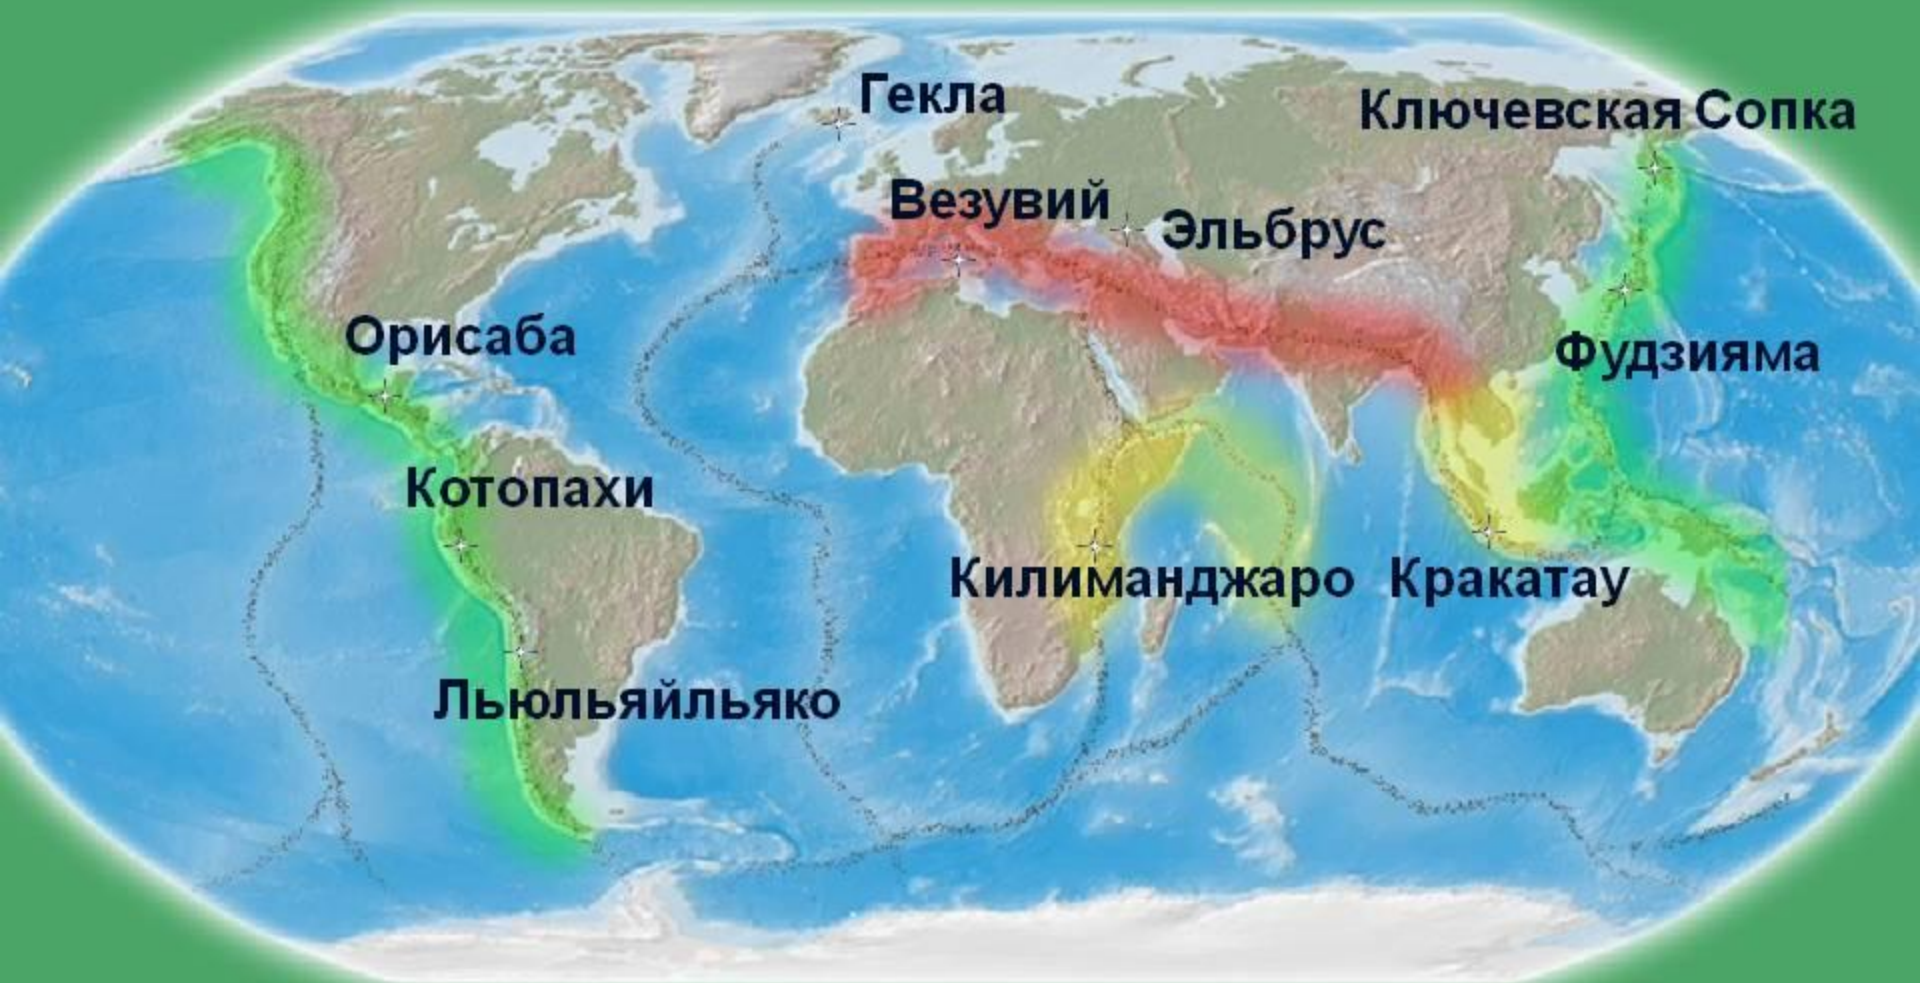 Гекла
Ключевская Сопка
Везувий
Эльбрус
Орисаба
Фудзияма
Котопахи
Килиманджаро
Кракатау
Льюльяйльяко